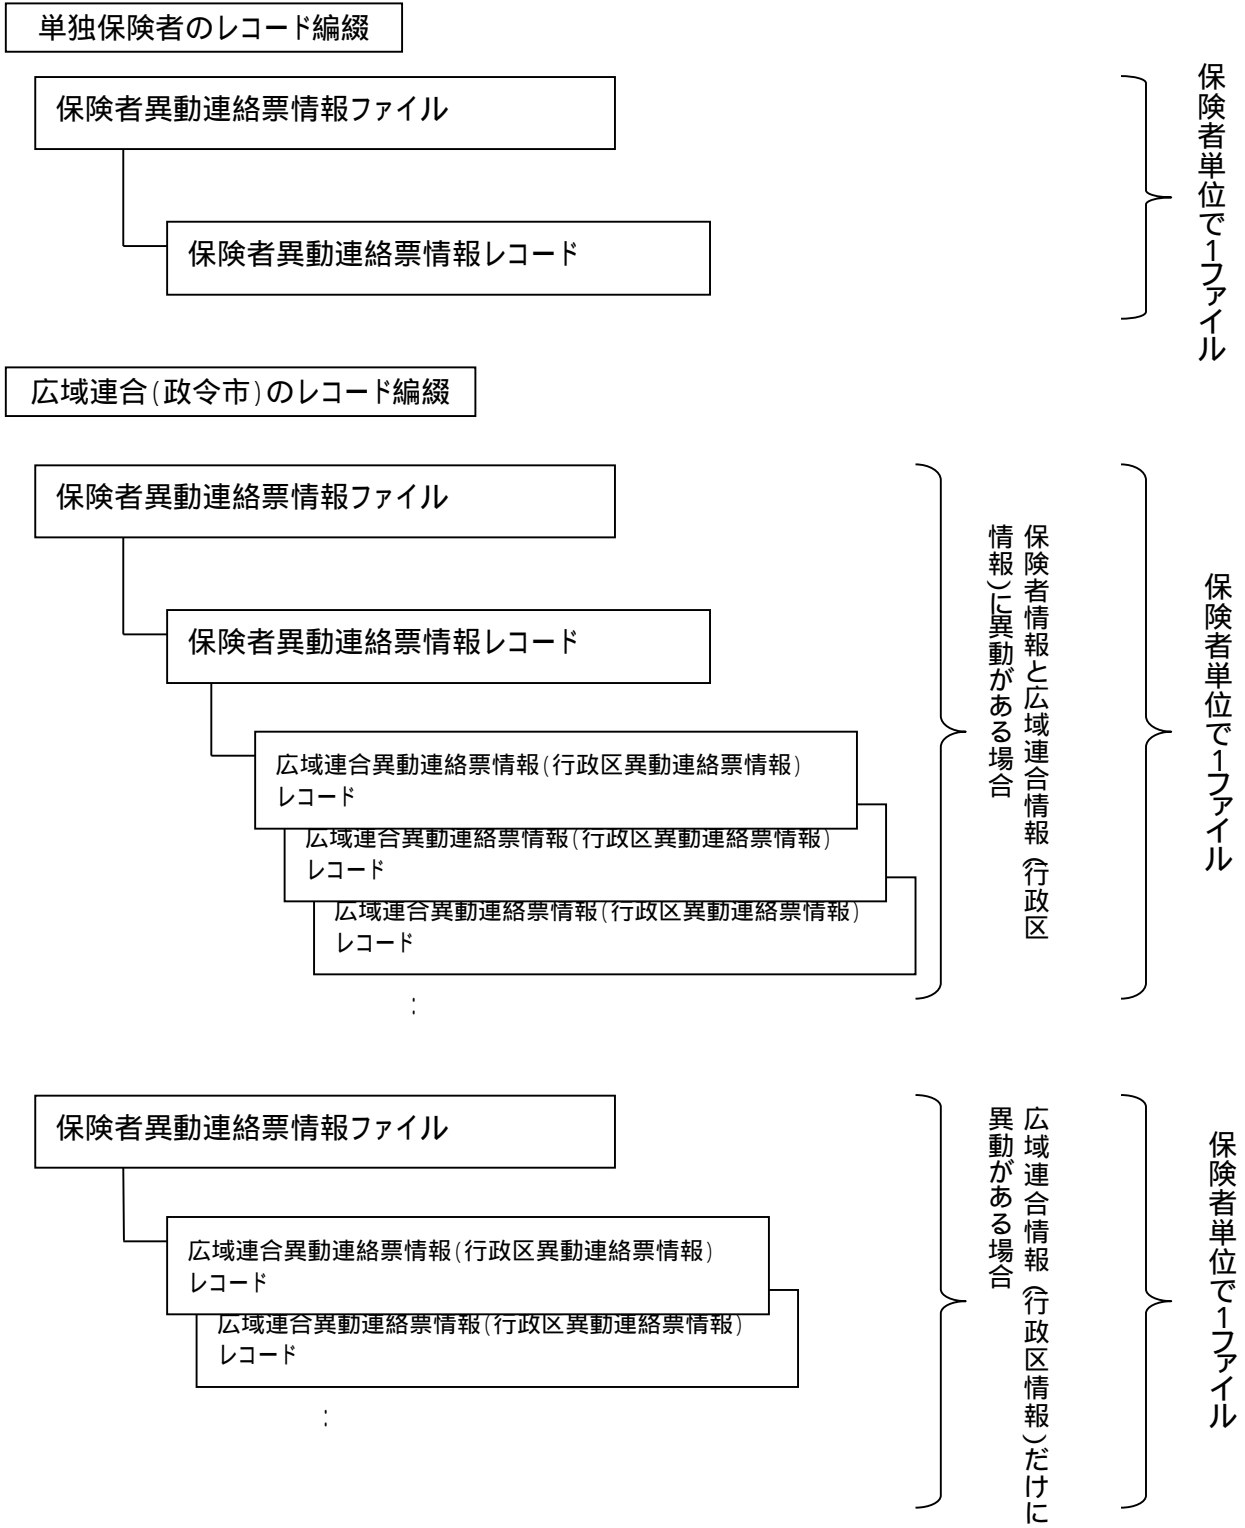 単独保険者のレコード編綴
保険者異動連絡票情報ファイル
保険者異動連絡票情報レコード
保険者単位で1ファイル
広域連合(政令市)のレコード編綴
保険者異動連絡票情報ファイル
保険者異動連絡票情報レコード
広域連合異動連絡票情報(行政区異動連絡票情報)
レコード
広域連合異動連絡票情報(行政区異動連絡票情報)
レコード
広域連合異動連絡票情報(行政区異動連絡票情報)
レコード
:
保険者情報と広域連合情報(行政区
情報)に異動がある場合
保険者単位で1ファイル
保険者異動連絡票情報ファイル
広域連合異動連絡票情報(行政区異動連絡票情報)
レコード
広域連合異動連絡票情報(行政区異動連絡票情報)
レコード
:
広域連合情報(行政区情報)だけに
異動がある場合
保険者単位で1ファイル